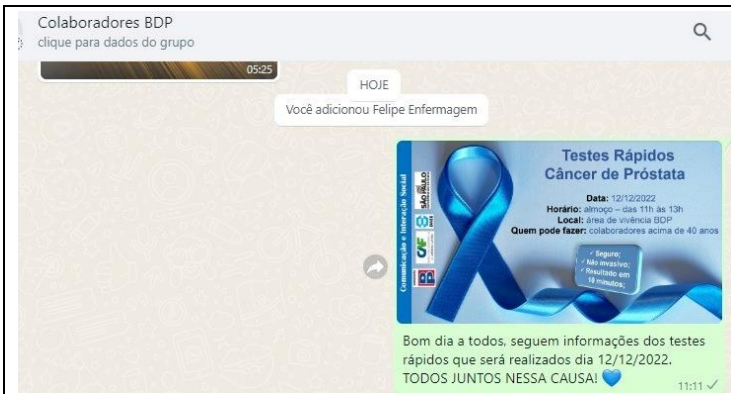 Colaboradores BDP
clique para dados do grupo
05:25
HOJE
Você adicionou Felipe Enfermagem
Comunicação e Interação Social
SÃO PAULO
CAF
Testes Rápidos
Câncer de Próstata
Data: 12/12/2022
Horário: almoço – das 11h às 13h
Local: área de vivência BDP
Quem pode fazer: colaboradores acima de 40 anos
✓ Seguro;
✓ Não invasivo;
✓ Resultado em
10 minutos;
Bom dia a todos, seguem informações dos testes
rápidos que será realizados dia 12/12/2022.
TODOS JUNTOS NESSA CAUSA! 💙
11:11 ✓